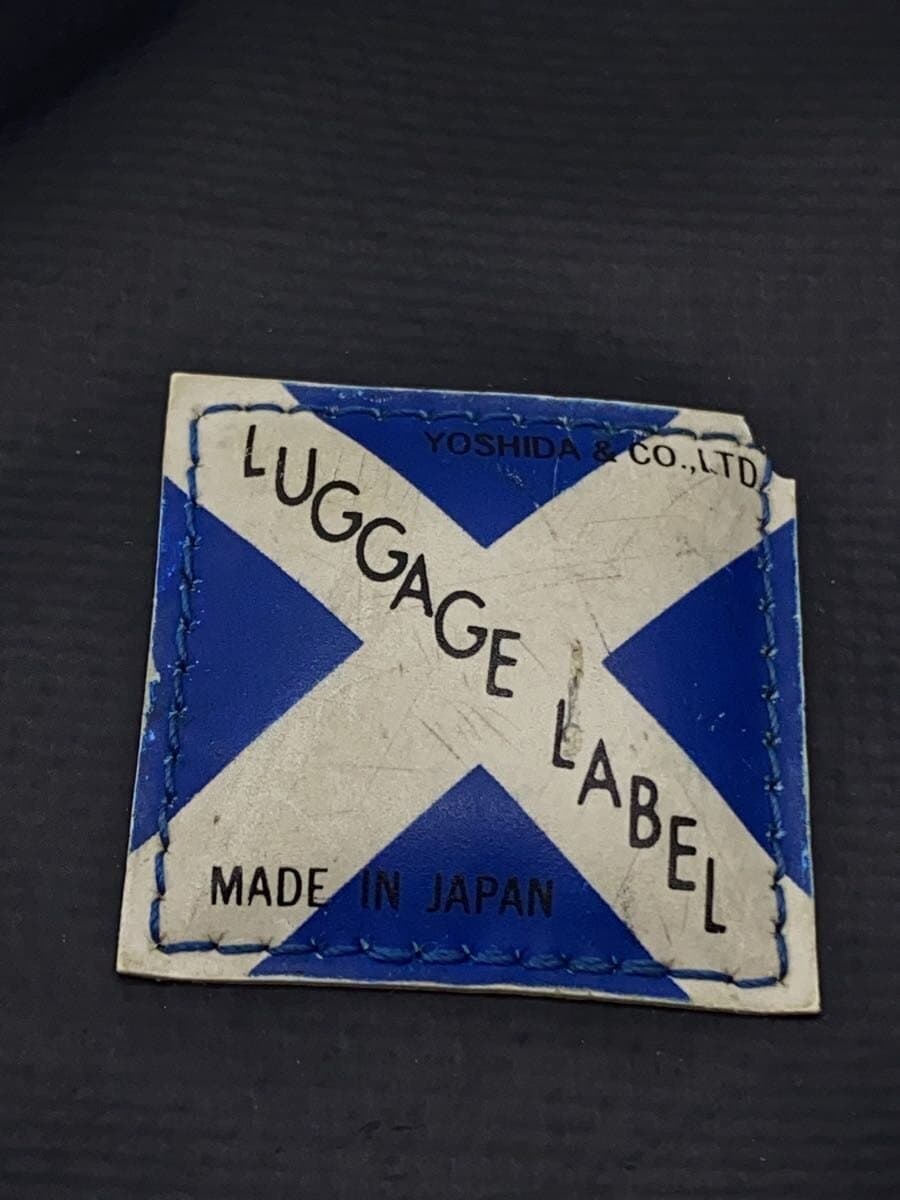 YOSHIDA & CO.,LTD
LUGGAGE LABEL
MADE IN JAPAN